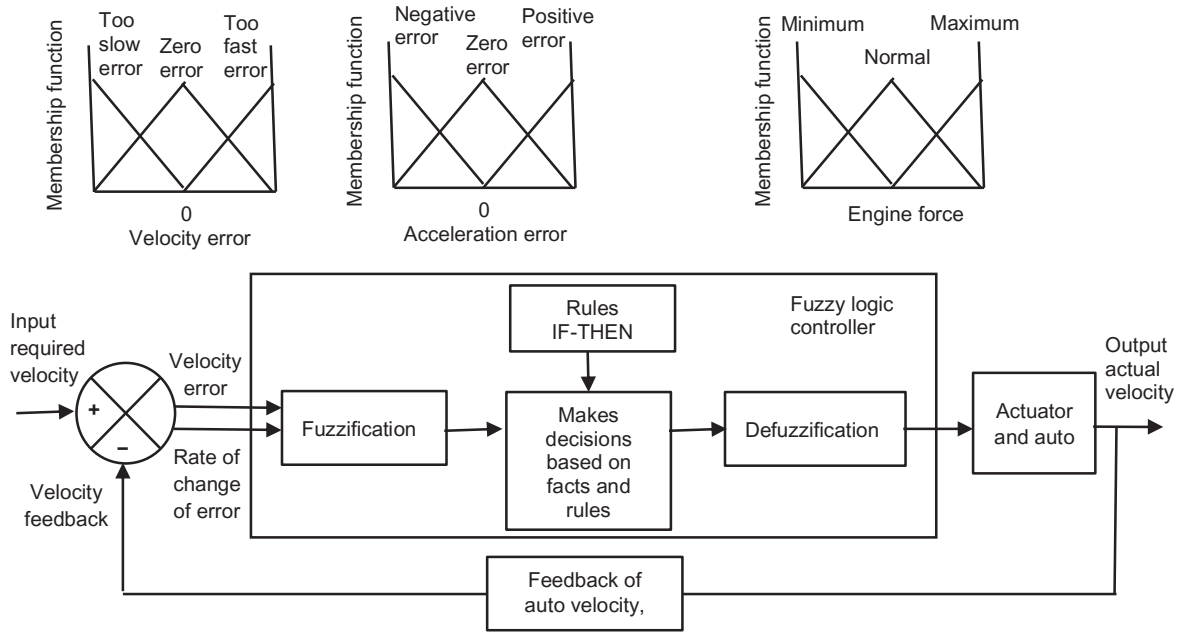 Membership function
Too
slow
error
Zero
error
Too
fast
error
0
Velocity error
Membership function
Negative
error
Zero
error
Positive
error
0
Acceleration error
Membership function
Minimum
Normal
Maximum
Engine force
Input
required
velocity
+
−
Velocity
feedback
Velocity
error
Rate of
change
of error
Fuzzification
Rules
IF-THEN
Makes
decisions
based on
facts and
rules
Fuzzy logic
controller
Defuzzification
Actuator
and auto
Output
actual
velocity
Feedback of
auto velocity,